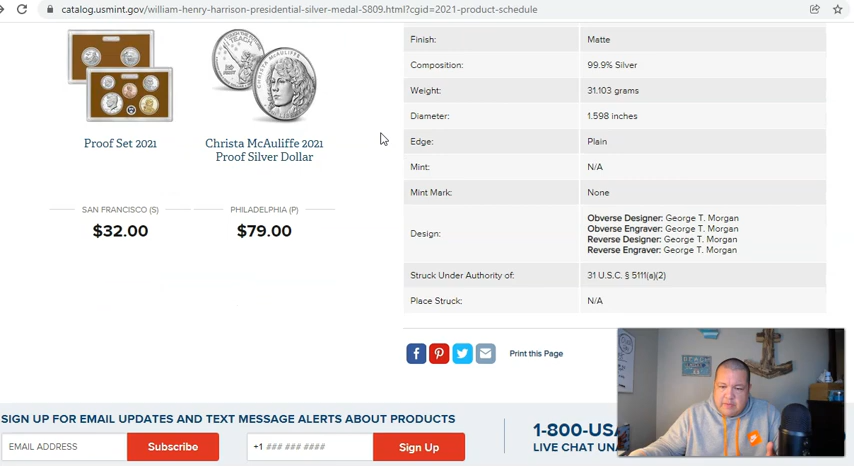 catalog.usmint.gov/william-henry-harrison-presidential-silver-medal-S809.html?cgid=2021-product-schedule
Proof Set 2021
SAN FRANCISCO (S)
$32.00
Christa McAuliffe 2021
Proof Silver Dollar
PHILADELPHIA (P)
$79.00
Finish: Matte
Composition: 99.9% Silver
Weight: 31.103 grams
Diameter: 1.598 inches
Edge: Plain
Mint: N/A
Mint Mark: None
Design:
Obverse Designer: George T. Morgan
Obverse Engraver: George T. Morgan
Reverse Designer: George T. Morgan
Reverse Engraver: George T. Morgan
Struck Under Authority of: 31 U.S.C. § 5111(a)(2)
Place Struck: N/A
Print this Page
SIGN UP FOR EMAIL UPDATES AND TEXT MESSAGE ALERTS ABOUT PRODUCTS
EMAIL ADDRESS
Subscribe
+1 ### ### ####
Sign Up
1-800-USA
LIVE CHAT UNA